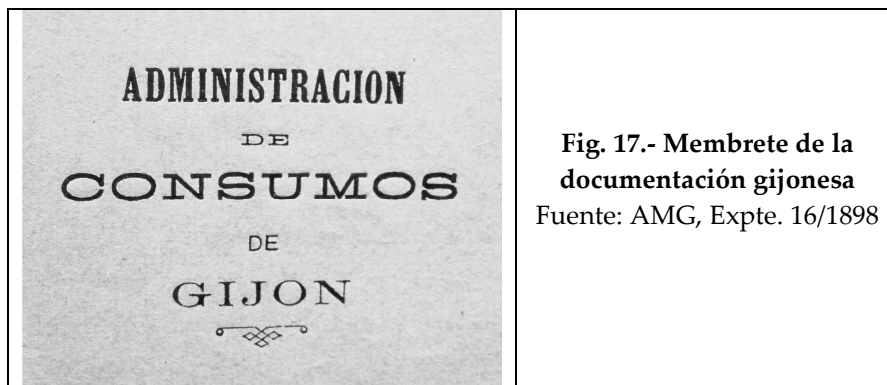 ADMINISTRACION
DE
CONSUMOS
DE
GIJON
Fig. 17.- Membrete de la
documentación gijonesa
Fuente: AMG, Expte. 16/1898